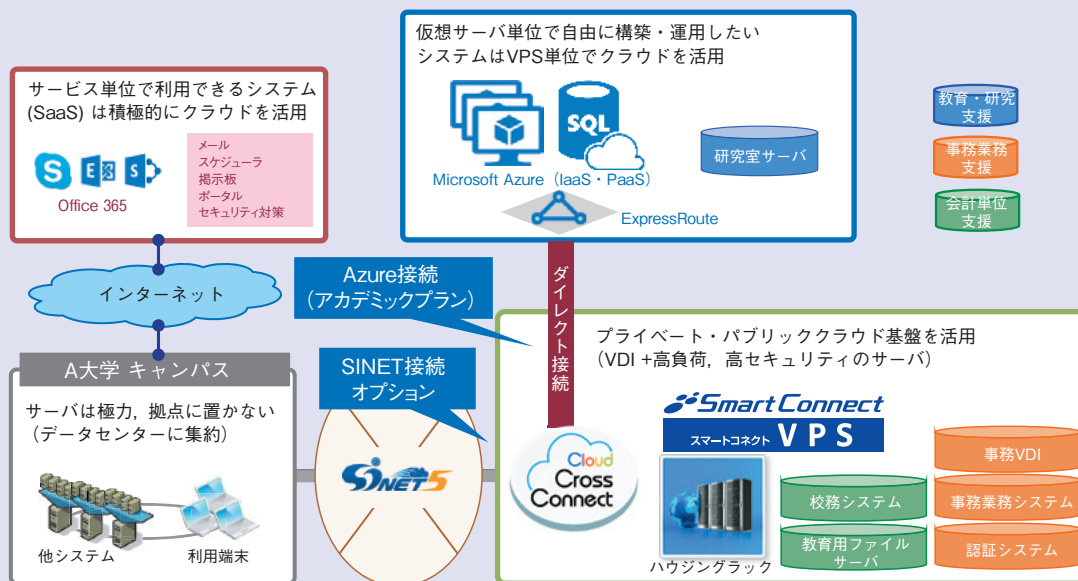 仮想サーバ単位で自由に構築・運用したい
システムはVPS単位でクラウドを活用
SQL
Microsoft Azure（IaaS・PaaS）
研究室サーバ
ExpressRoute
サービス単位で利用できるシステム
(SaaS) は積極的にクラウドを活用
S
E
S
Office 365
メール
スケジューラ
掲示板
ポータル
セキュリティ対策
教育・研究
支援
事務業務
支援
会計単位
支援
インターネット
Azure接続
（アカデミックプラン）
ダイレクト接続
SINET接続
オプション
A大学 キャンパス
サーバは極力，拠点に置かない
（データセンターに集約）
他システム
利用端末
SINET5
Cloud
Cross
Connect
プライベート・パブリッククラウド基盤を活用
（VDI +高負荷，高セキュリティのサーバ）
SmartConnect
スマートコネクト VPS
ハウジングラック
校務システム
教育用ファイル
サーバ
事務VDI
事務業務システム
認証システム